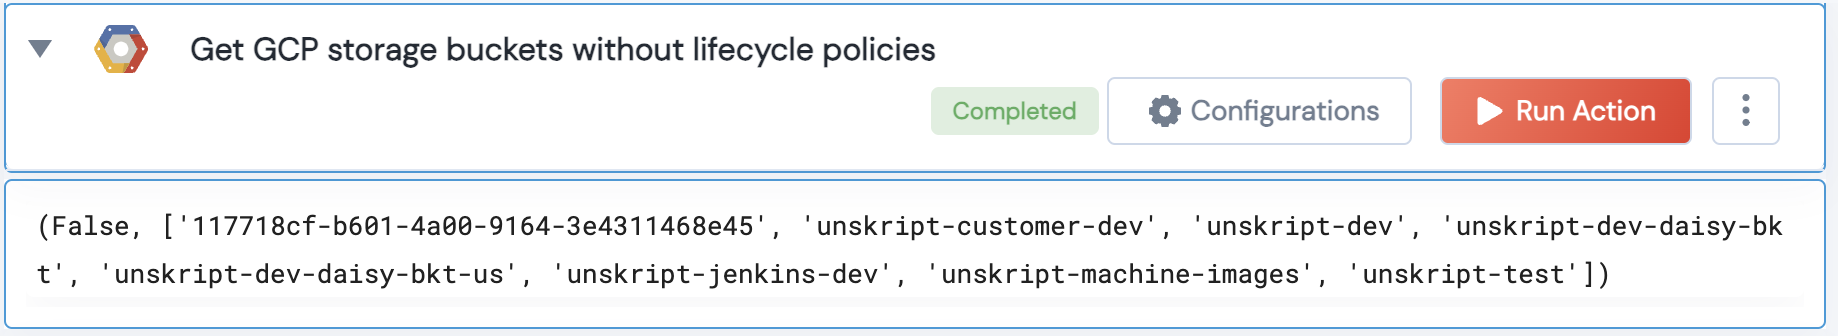 Get GCP storage buckets without lifecycle policies
Completed
Configurations
Run Action
(False, ['117718cf-b601-4a00-9164-3e4311468e45', 'unskript-customer-dev', 'unskript-dev', 'unskript-dev-daisy-bk
t', 'unskript-dev-daisy-bkt-us', 'unskript-jenkins-dev', 'unskript-machine-images', 'unskript-test'])